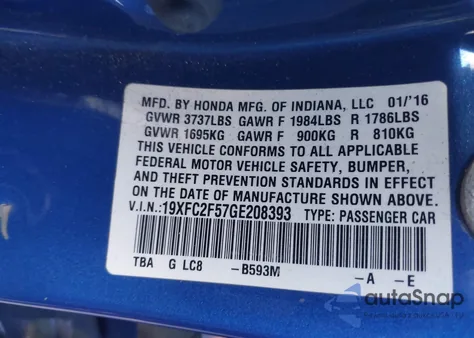 MFD. BY HONDA MFG. OF INDIANA, LLC 01/'16
GVWR 3737LBS GAWR F 1984LBS R 1786LBS
GVWR 1695KG GAWR F 900KG R 810KG
THIS VEHICLE CONFORMS TO ALL APPLICABLE
FEDERAL MOTOR VEHICLE SAFETY, BUMPER,
AND THEFT PREVENTION STANDARDS IN EFFECT
ON THE DATE OF MANUFACTURE SHOWN ABOVE.
V.I.N.:19XFC2F57GE208393 TYPE: PASSENGER CAR
TBA G LC8 -B593M -A -E
autoSnap